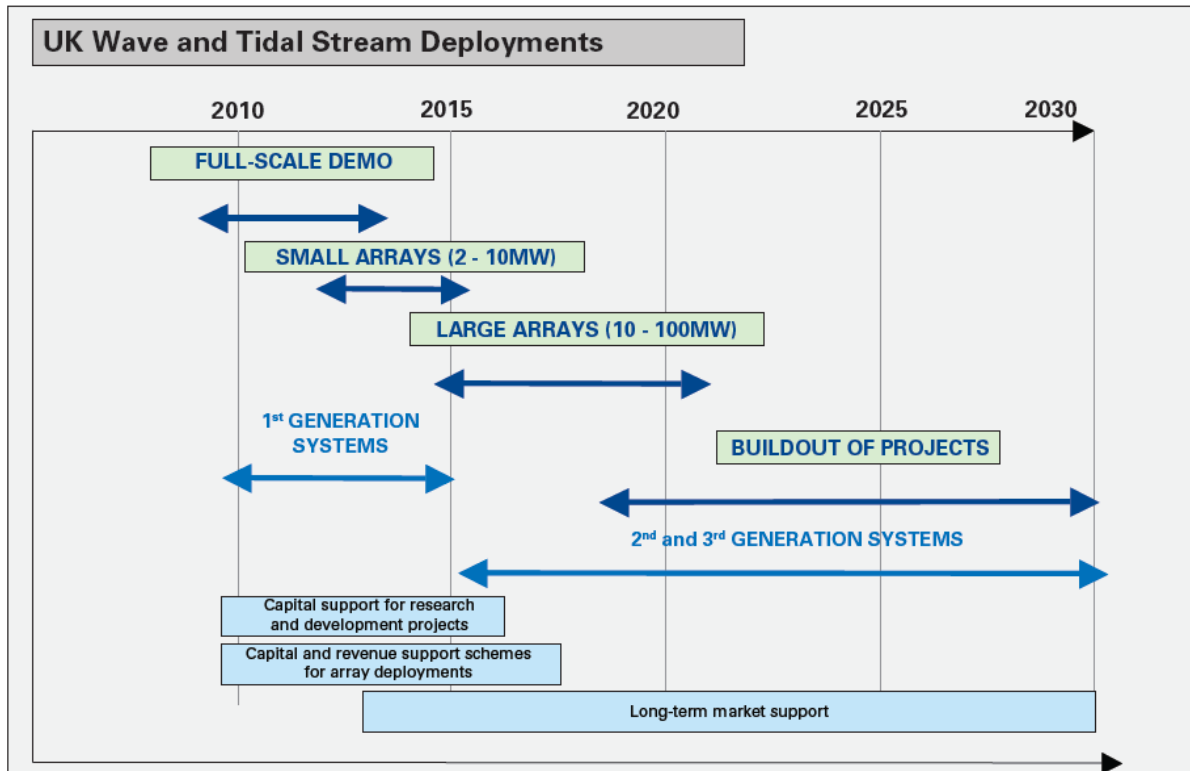 UK Wave and Tidal Stream Deployments
2010 2015 2020 2025 2030
FULL-SCALE DEMO
SMALL ARRAYS (2 - 10MW)
LARGE ARRAYS (10 - 100MW)
1st GENERATION
SYSTEMS
BUILDOUT OF PROJECTS
2nd and 3rd GENERATION SYSTEMS
Capital support for research
and development projects
Capital and revenue support schemes
for array deployments
Long-term market support